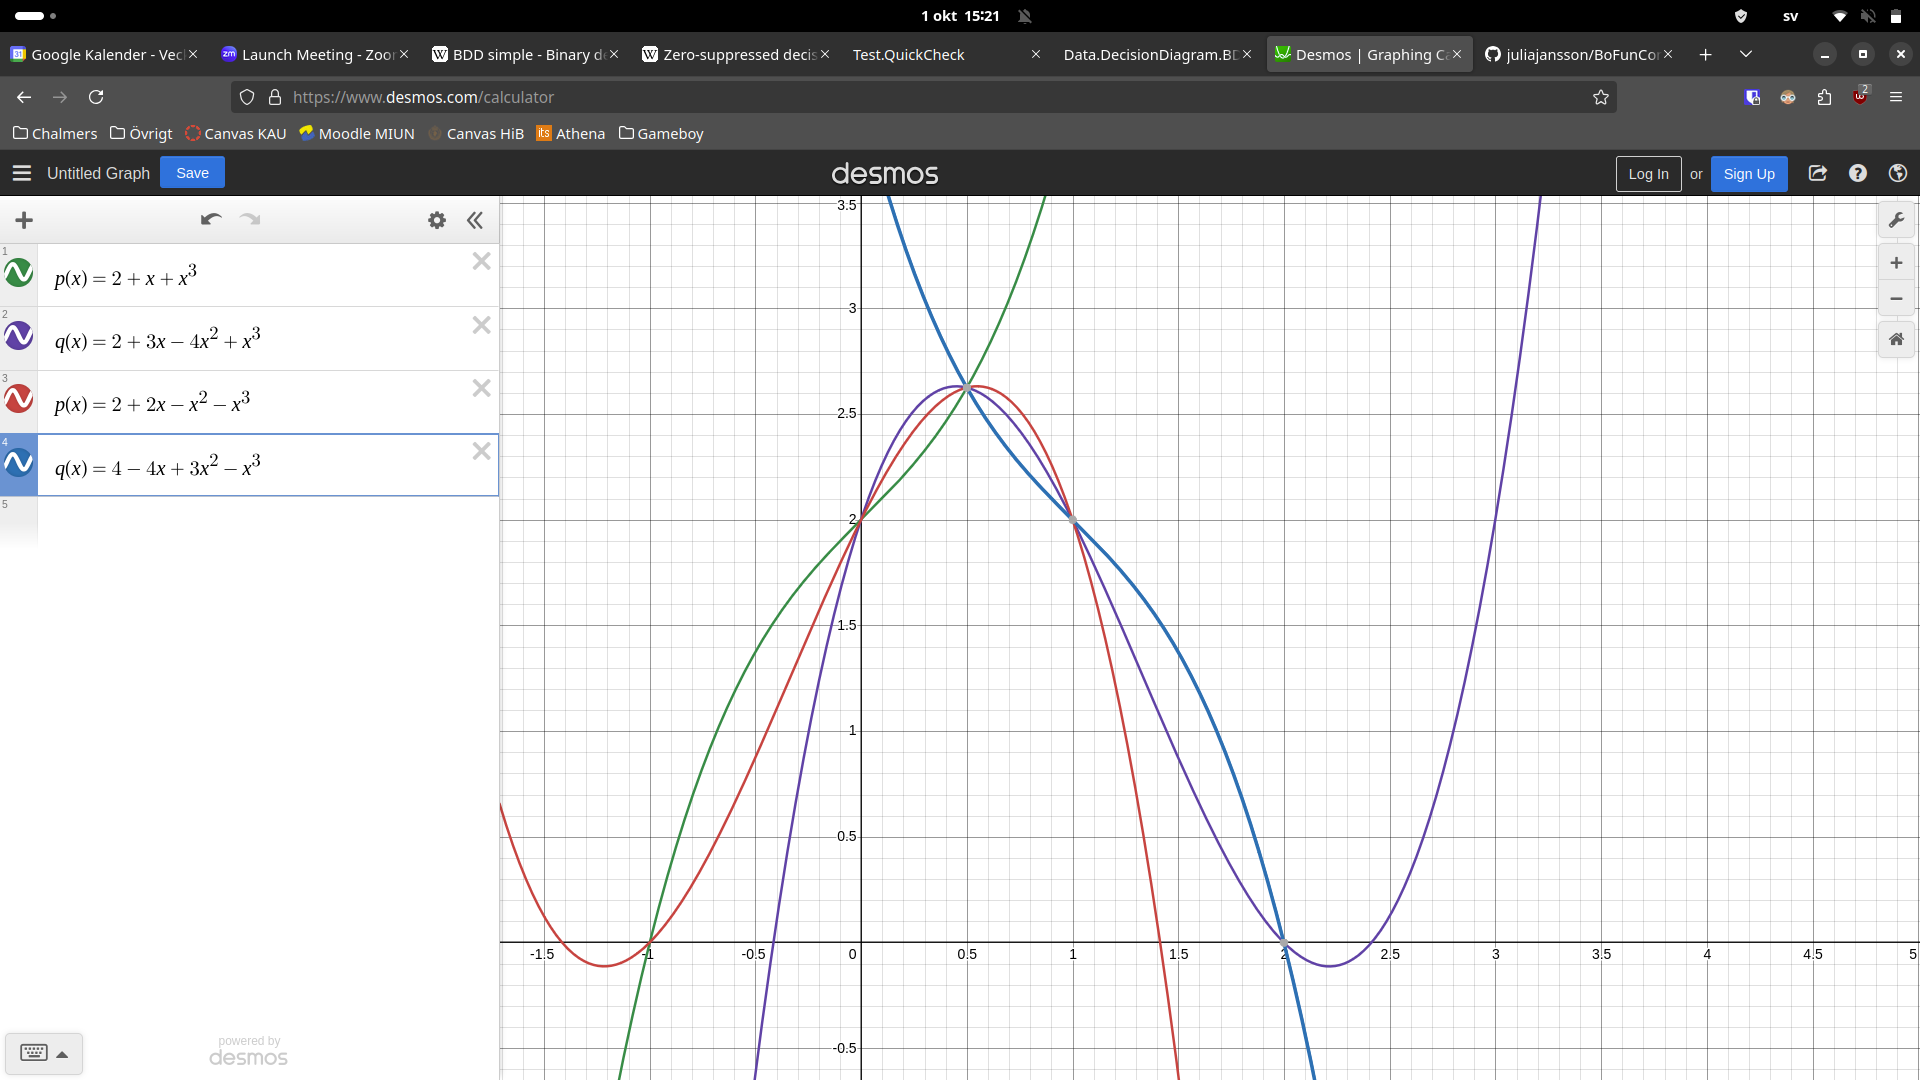 1 okt 15:21
sv
Google Kalender - Vec
Launch Meeting - Zoo
BDD simple - Binary d
Zero-suppressed decis
Test.QuickCheck
Data.DecisionDiagram.BD
Desmos | Graphing Ca
juliajansson/BoFunCo
https://www.desmos.com/calculator
2
Chalmers
Övrigt
Canvas KAU
Moodle MIUN
Canvas HiB
its Athena
Gameboy
Untitled Graph
Save
desmos
Log In
or
Sign Up
1
p(x) = 2 + x + x^3
2
q(x) = 2 + 3x − 4x^2 + x^3
3
p(x) = 2 + 2x − x^2 − x^3
4
q(x) = 4 − 4x + 3x^2 − x^3
5
powered by
desmos
3.5
3
2.5
2
1.5
1
0.5
-1.5 -1 -0.5 0 0.5 1 1.5 2 2.5 3 3.5 4 4.5 5
-0.5